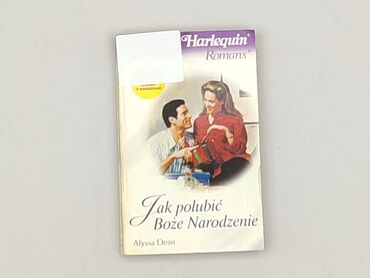 Harlequin®
Romans®
Jak polubić
Boże Narodzenie
Alyssa Dean